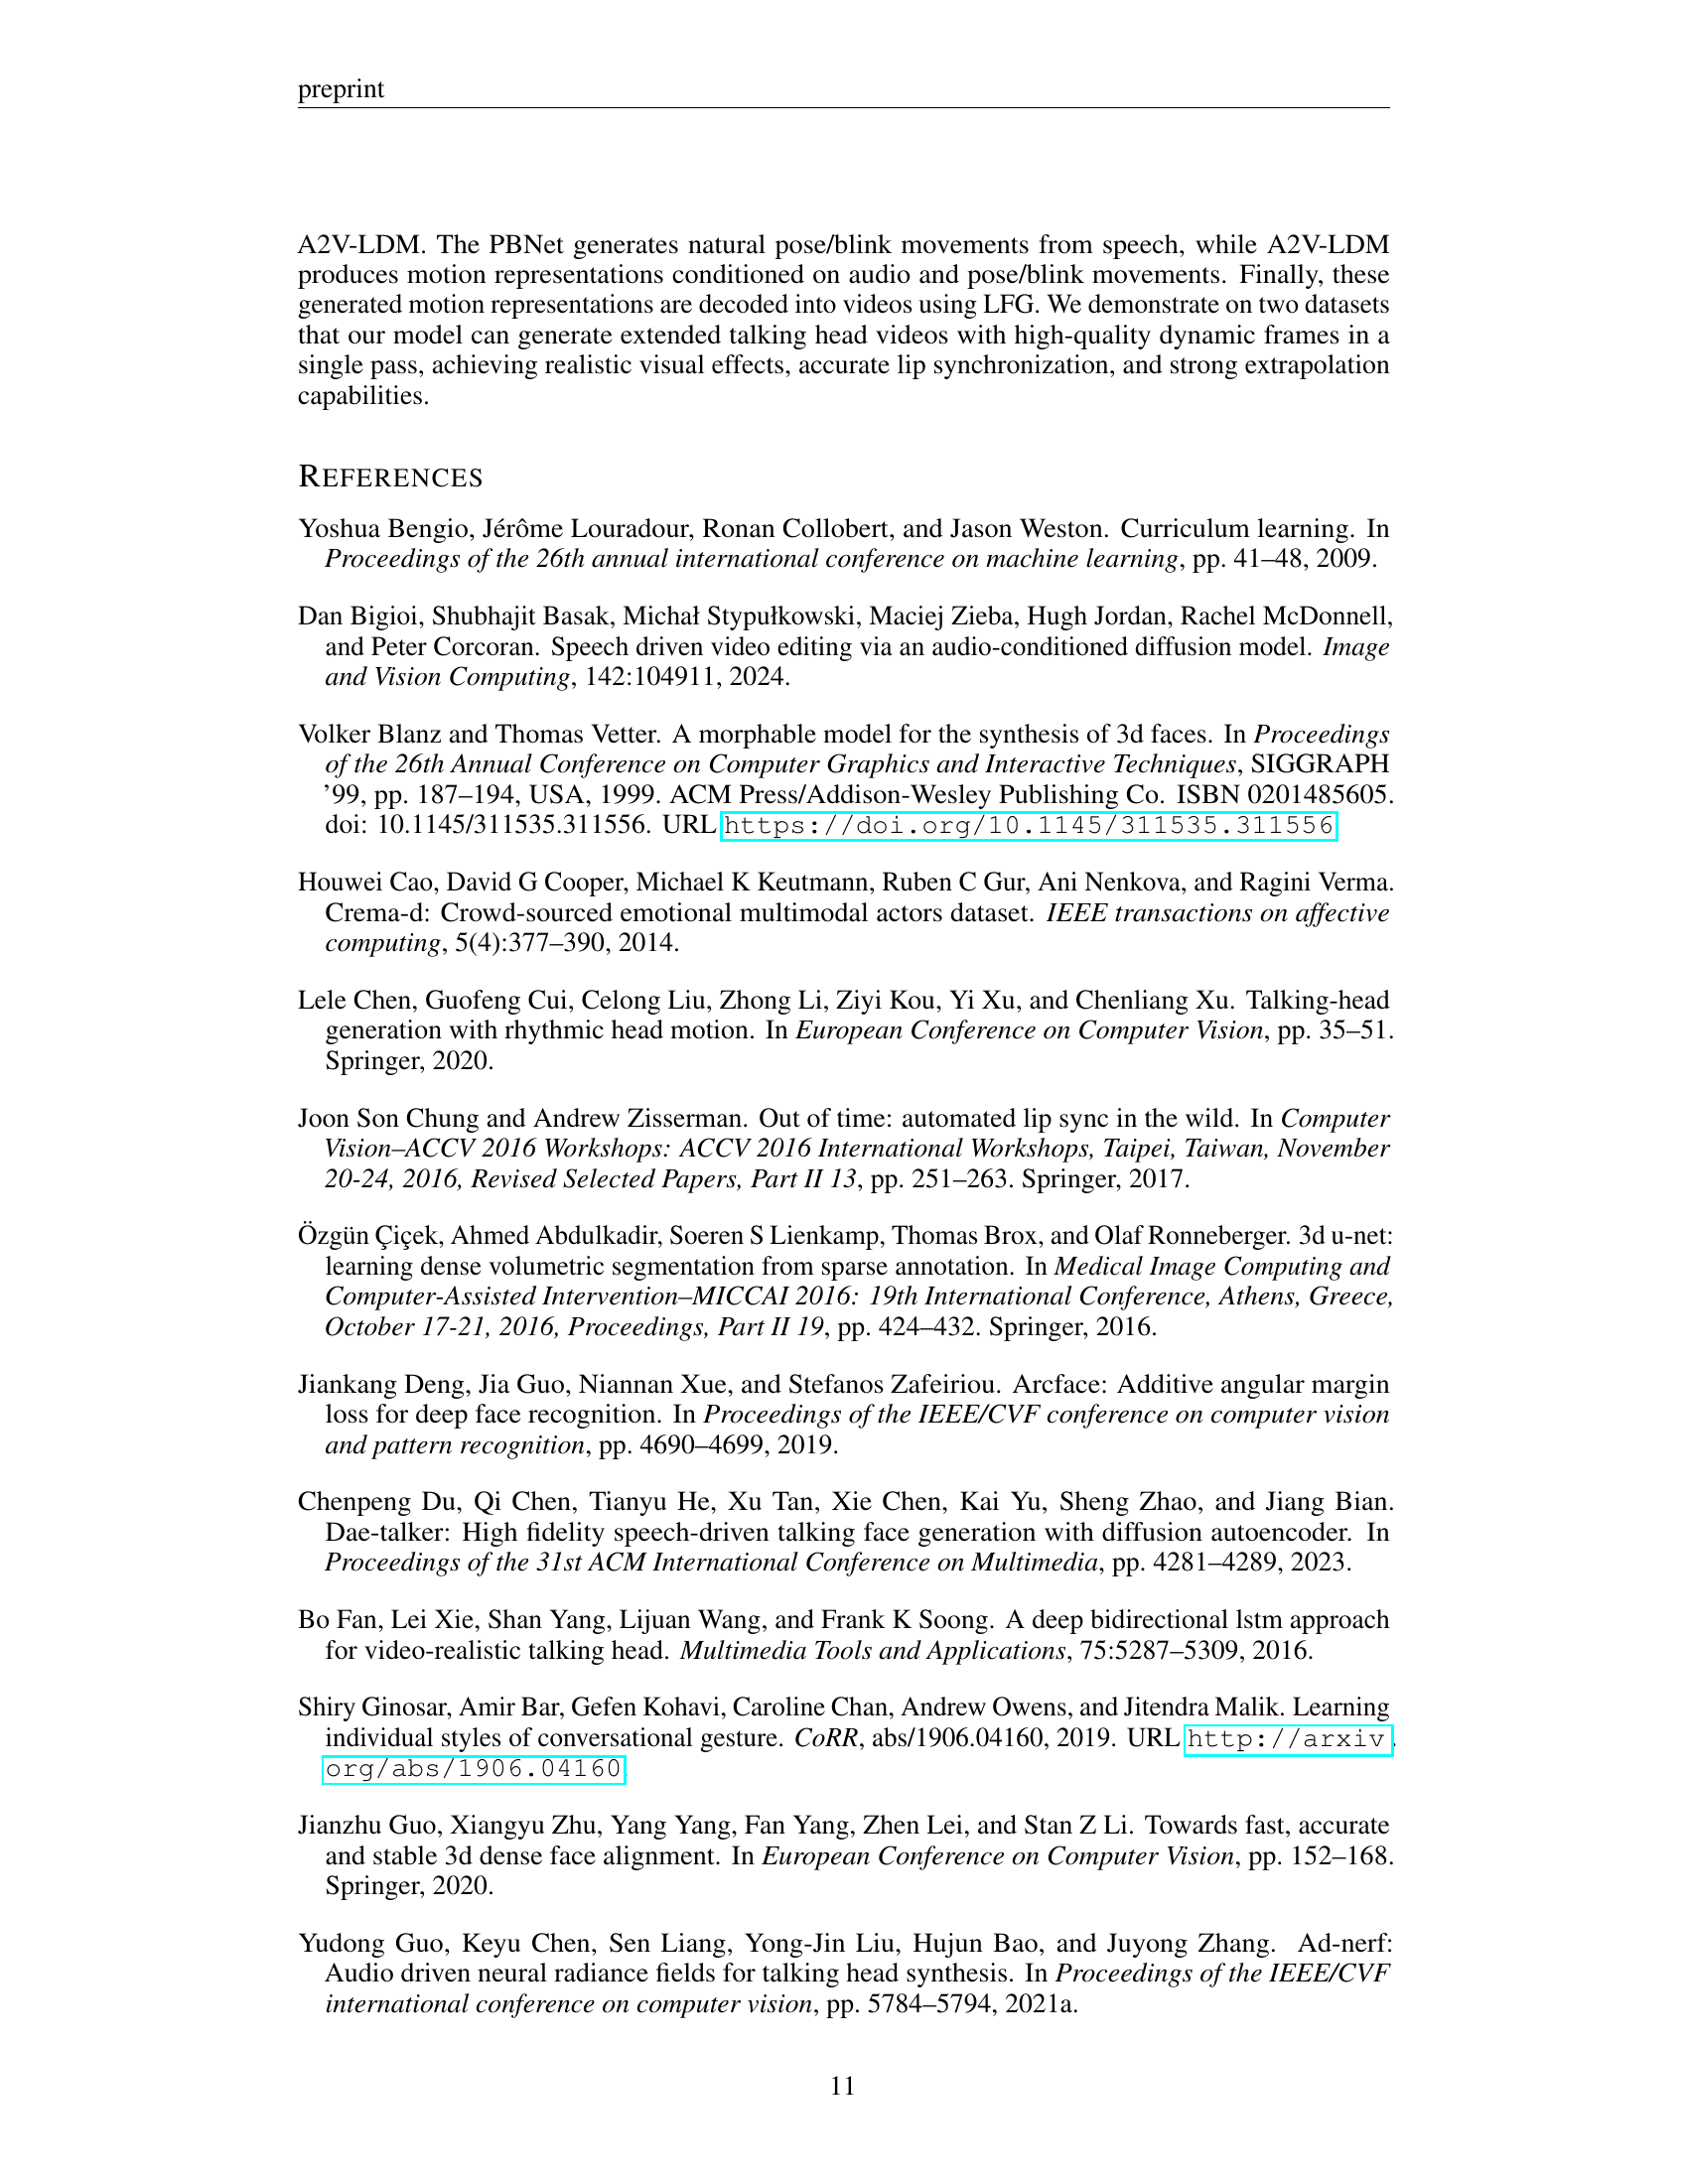 preprint
A2V-LDM. The PBNet generates natural pose/blink movements from speech, while A2V-LDM
produces motion representations conditioned on audio and pose/blink movements. Finally, these
generated motion representations are decoded into videos using LFG. We demonstrate on two datasets
that our model can generate extended talking head videos with high-quality dynamic frames in a
single pass, achieving realistic visual effects, accurate lip synchronization, and strong extrapolation
capabilities.
REFERENCES
Yoshua Bengio, Jérôme Louradour, Ronan Collobert, and Jason Weston. Curriculum learning. In
Proceedings of the 26th annual international conference on machine learning, pp. 41–48, 2009.
Dan Bigioi, Shubhajit Basak, Michał Stypułkowski, Maciej Zieba, Hugh Jordan, Rachel McDonnell,
and Peter Corcoran. Speech driven video editing via an audio-conditioned diffusion model. Image
and Vision Computing, 142:104911, 2024.
Volker Blanz and Thomas Vetter. A morphable model for the synthesis of 3d faces. In Proceedings
of the 26th Annual Conference on Computer Graphics and Interactive Techniques, SIGGRAPH
’99, pp. 187–194, USA, 1999. ACM Press/Addison-Wesley Publishing Co. ISBN 0201485605.
doi: 10.1145/311535.311556. URL https://doi.org/10.1145/311535.311556
Houwei Cao, David G Cooper, Michael K Keutmann, Ruben C Gur, Ani Nenkova, and Ragini Verma.
Crema-d: Crowd-sourced emotional multimodal actors dataset. IEEE transactions on affective
computing, 5(4):377–390, 2014.
Lele Chen, Guofeng Cui, Celong Liu, Zhong Li, Ziyi Kou, Yi Xu, and Chenliang Xu. Talking-head
generation with rhythmic head motion. In European Conference on Computer Vision, pp. 35–51.
Springer, 2020.
Joon Son Chung and Andrew Zisserman. Out of time: automated lip sync in the wild. In Computer
Vision–ACCV 2016 Workshops: ACCV 2016 International Workshops, Taipei, Taiwan, November
20-24, 2016, Revised Selected Papers, Part II 13, pp. 251–263. Springer, 2017.
Özgün Çiçek, Ahmed Abdulkadir, Soeren S Lienkamp, Thomas Brox, and Olaf Ronneberger. 3d u-net:
learning dense volumetric segmentation from sparse annotation. In Medical Image Computing and
Computer-Assisted Intervention–MICCAI 2016: 19th International Conference, Athens, Greece,
October 17-21, 2016, Proceedings, Part II 19, pp. 424–432. Springer, 2016.
Jiankang Deng, Jia Guo, Niannan Xue, and Stefanos Zafeiriou. Arcface: Additive angular margin
loss for deep face recognition. In Proceedings of the IEEE/CVF conference on computer vision
and pattern recognition, pp. 4690–4699, 2019.
Chenpeng Du, Qi Chen, Tianyu He, Xu Tan, Xie Chen, Kai Yu, Sheng Zhao, and Jiang Bian.
Dae-talker: High fidelity speech-driven talking face generation with diffusion autoencoder. In
Proceedings of the 31st ACM International Conference on Multimedia, pp. 4281–4289, 2023.
Bo Fan, Lei Xie, Shan Yang, Lijuan Wang, and Frank K Soong. A deep bidirectional lstm approach
for video-realistic talking head. Multimedia Tools and Applications, 75:5287–5309, 2016.
Shiry Ginosar, Amir Bar, Gefen Kohavi, Caroline Chan, Andrew Owens, and Jitendra Malik. Learning
individual styles of conversational gesture. CoRR, abs/1906.04160, 2019. URL http://arxiv.
org/abs/1906.04160
Jianzhu Guo, Xiangyu Zhu, Yang Yang, Fan Yang, Zhen Lei, and Stan Z Li. Towards fast, accurate
and stable 3d dense face alignment. In European Conference on Computer Vision, pp. 152–168.
Springer, 2020.
Yudong Guo, Keyu Chen, Sen Liang, Yong-Jin Liu, Hujun Bao, and Juyong Zhang. Ad-nerf:
Audio driven neural radiance fields for talking head synthesis. In Proceedings of the IEEE/CVF
international conference on computer vision, pp. 5784–5794, 2021a.
11